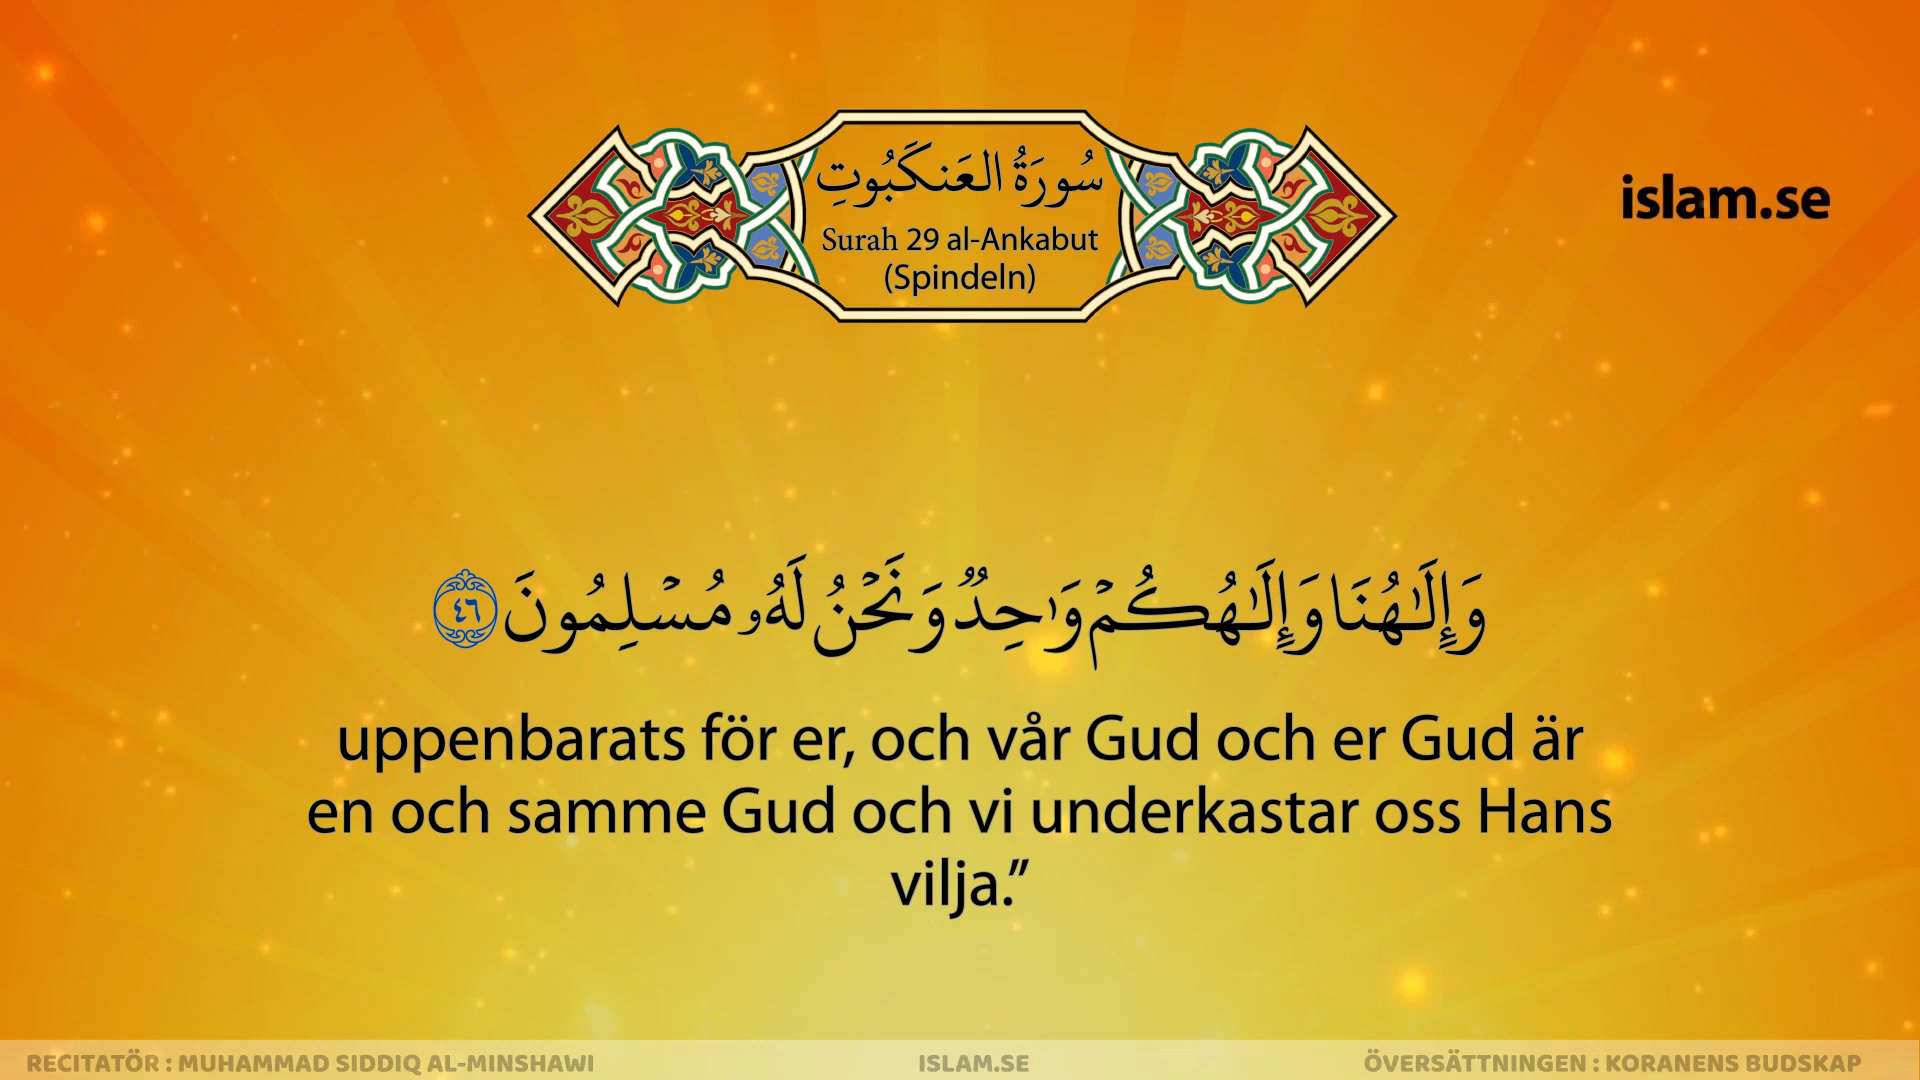 سُورَةُ العَنكَبُوتِ
Surah 29 al-Ankabut
(Spindeln)
islam.se
وَإِلَـٰهُنَا وَإِلَـٰهُكُمۡ وَٰحِدٞ وَنَحۡنُ لَهُۥ مُسۡلِمُونَ ٤٦
uppenbarats för er, och vår Gud och er Gud är
en och samme Gud och vi underkastar oss Hans
vilja.”
RECITATÖR : MUHAMMAD SIDDIQ AL-MINSHAWI
ISLAM.SE
ÖVERSÄTTNINGEN : KORANENS BUDSKAP